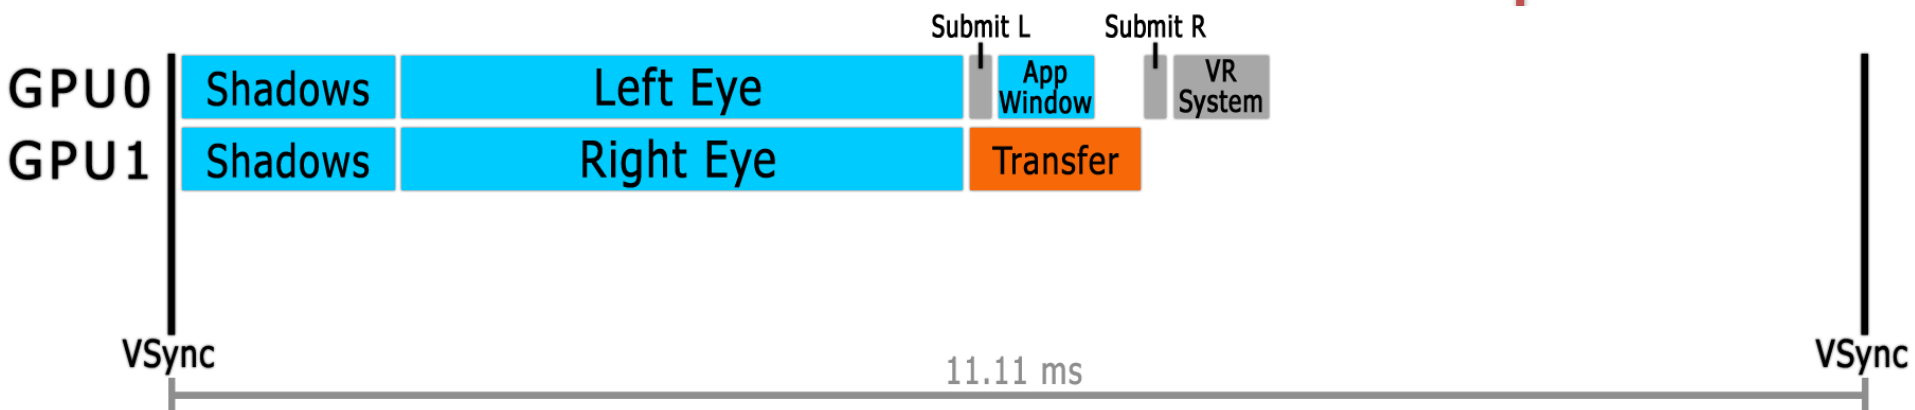 Submit L Submit R
GPU0 Shadows Left Eye App Window VR System
GPU1 Shadows Right Eye Transfer
VSync VSync
11.11 ms